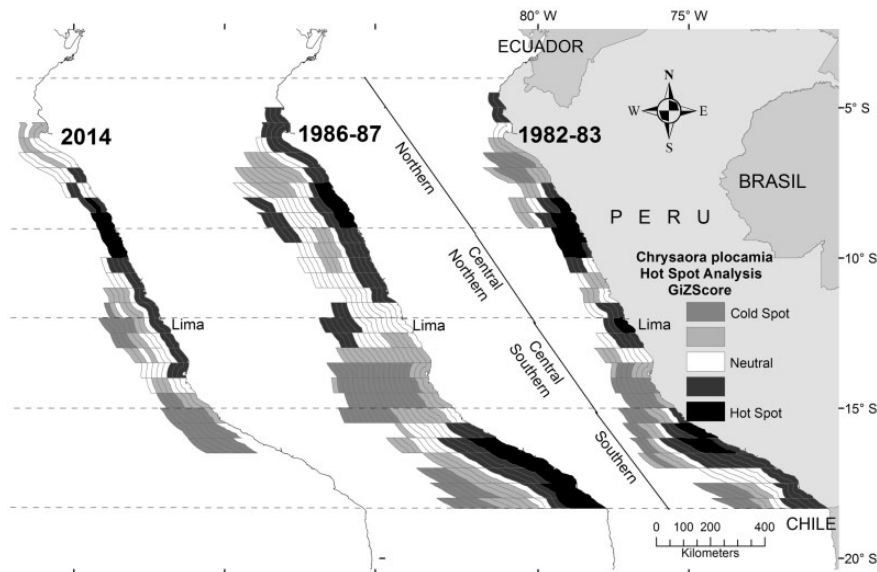 80° W
75° W
ECUADOR
N
W
E
S
5° S
2014
1986-87
1982-83
Northern
BRASIL
P E R U
Central
Northern
Chrysaora plocamia
Hot Spot Analysis
GiZScore
10° S
Cold Spot
Lima
Lima
Lima
Neutral
Central
Southern
Hot Spot
15° S
Southern
CHILE
0 100 200 400
Kilometers
20° S